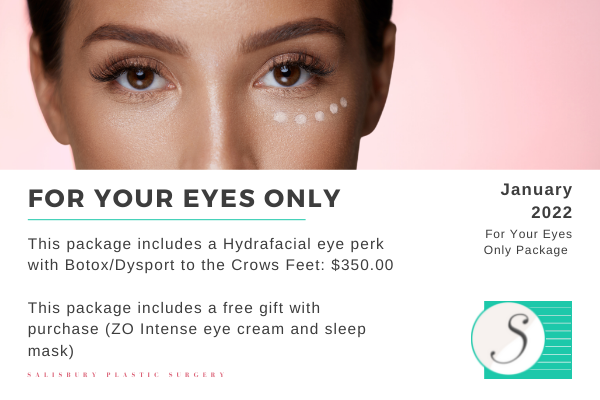 FOR YOUR EYES ONLY
This package includes a Hydrafacial eye perk
with Botox/Dysport to the Crows Feet: $350.00
This package includes a free gift with
purchase (ZO Intense eye cream and sleep
mask)
SALISBURY PLASTIC SURGERY
January
2022
For Your Eyes
Only Package
S